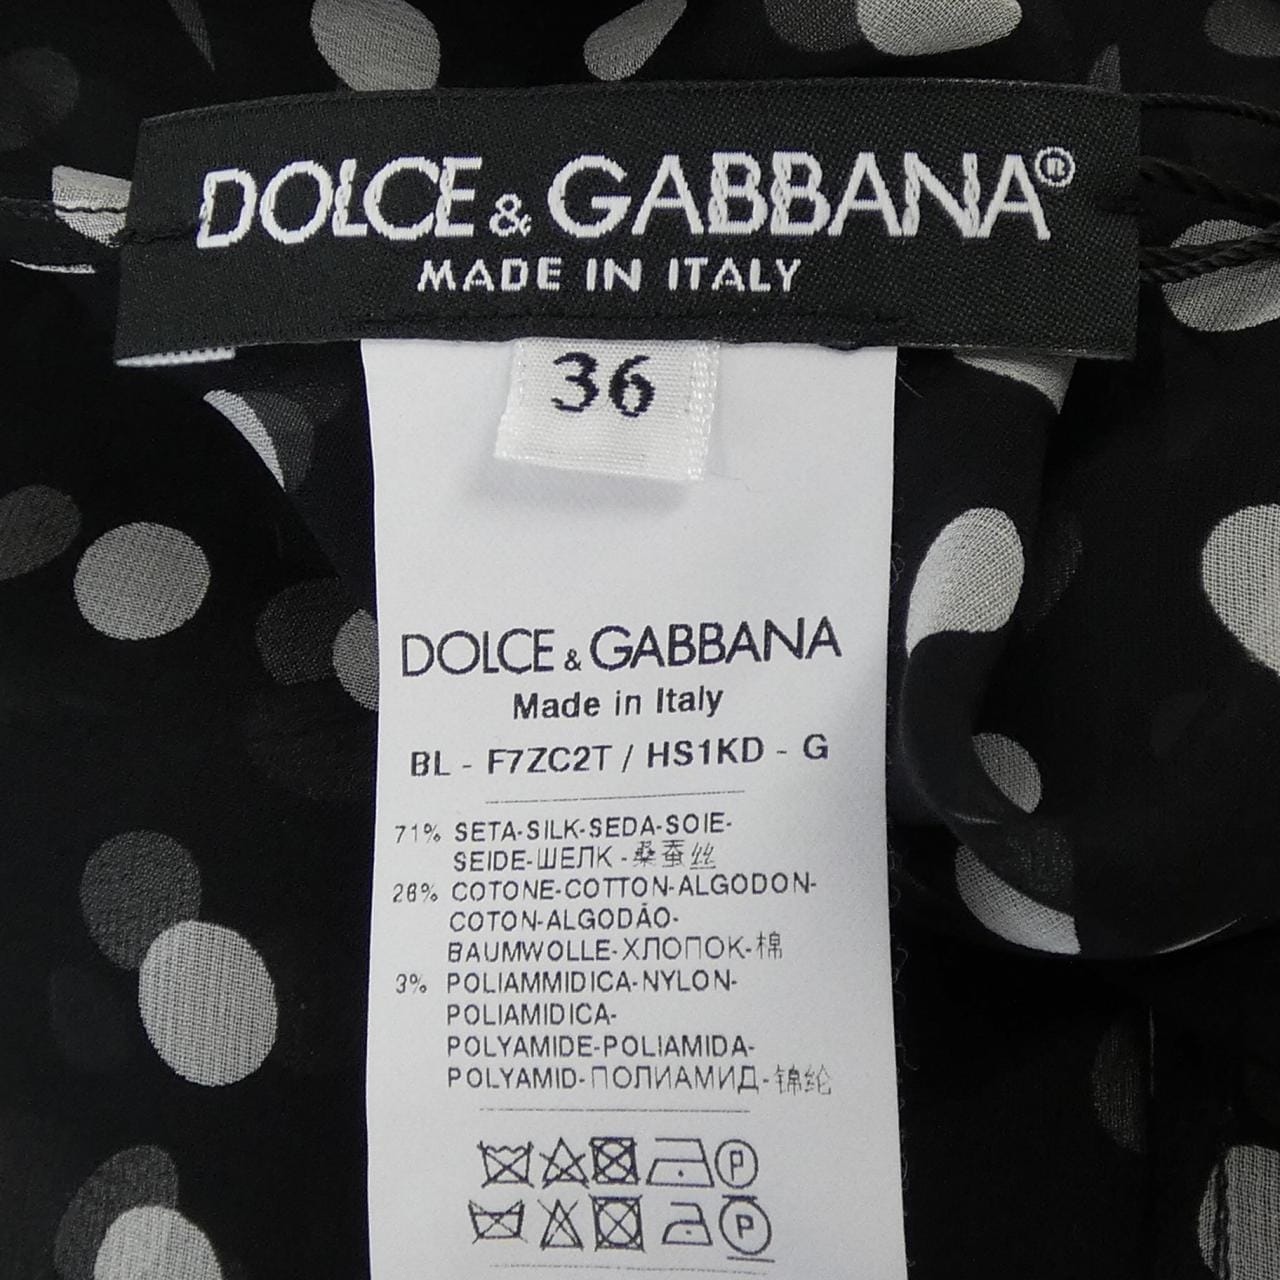 DOLCE & GABBANA®
MADE IN ITALY
36
DOLCE & GABBANA
Made in Italy
BL - F7ZC2T / HS1KD - G
71% SETA-SILK-SEDA-SOIE-
SEIDE-ШЕЛК -桑蚕丝
26% COTONE-COTTON-ALGODON-
COTON-ALGODÃO-
BAUMWOLLE-ХЛОПОК-棉
3% POLIAMMIDICA-NYLON-
POLIAMIDICA-
POLYAMIDE-POLIAMIDA-
POLYAMID-ПОЛИАМИД-锦纶
P
P